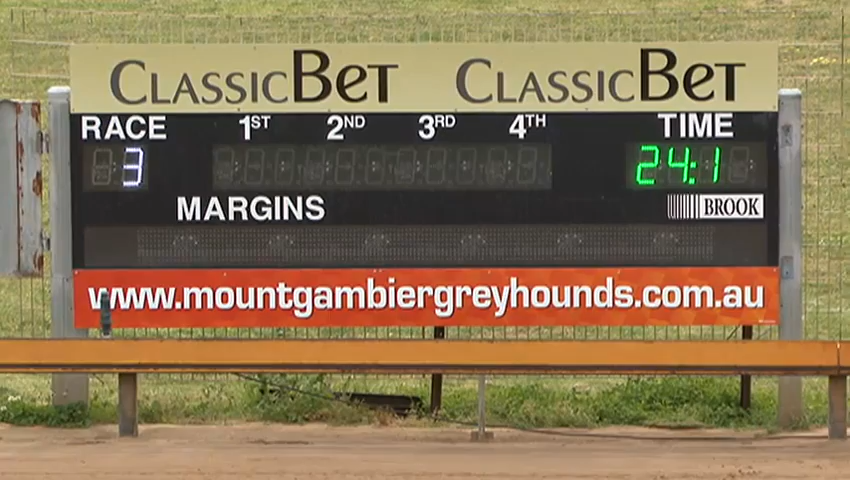 CLASSICBET CLASSICBET
RACE 1ST 2ND 3RD 4TH TIME
3 24:1
MARGINS BROOK
www.mountgambiergreyhounds.com.au